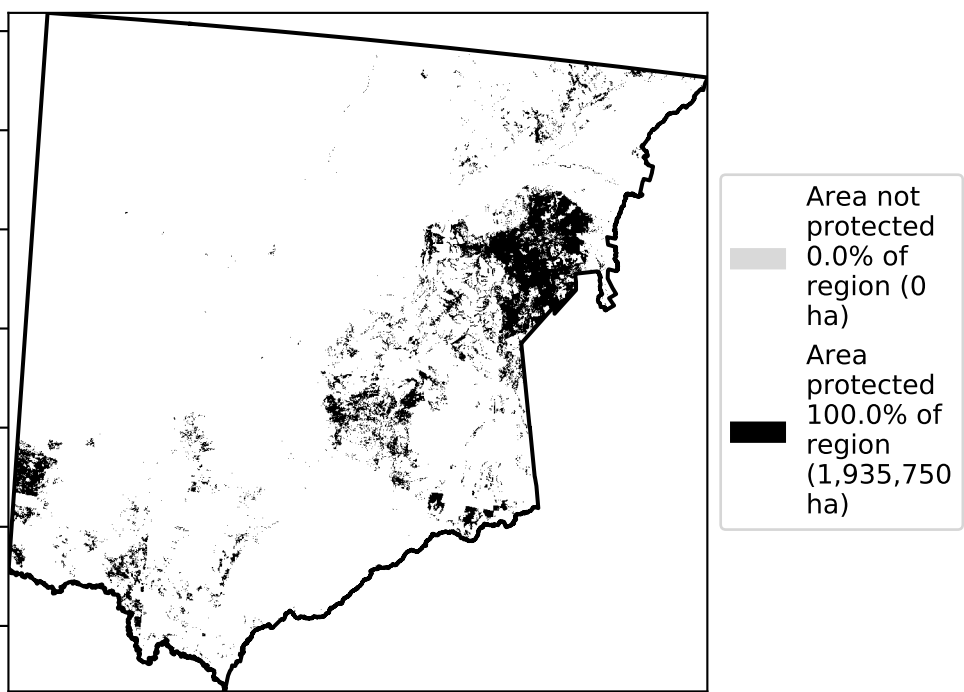 Area not
protected
0.0% of
region (0
ha)
Area
protected
100.0% of
region
(1,935,750
ha)